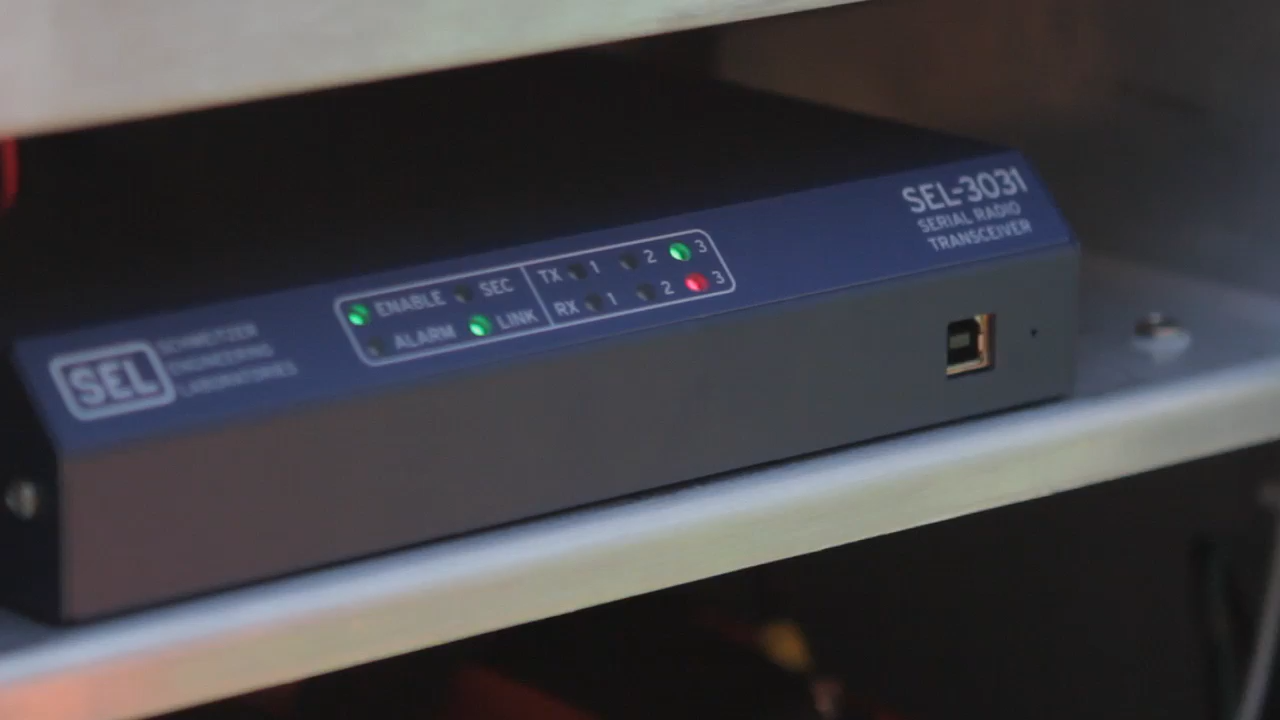 SEL
SCHWEITZER
ENGINEERING
LABORATORIES
ENABLE SEC
ALARM LINK
TX 1 2 3
RX 1 2 3
SEL-3031
SERIAL RADIO
TRANSCEIVER